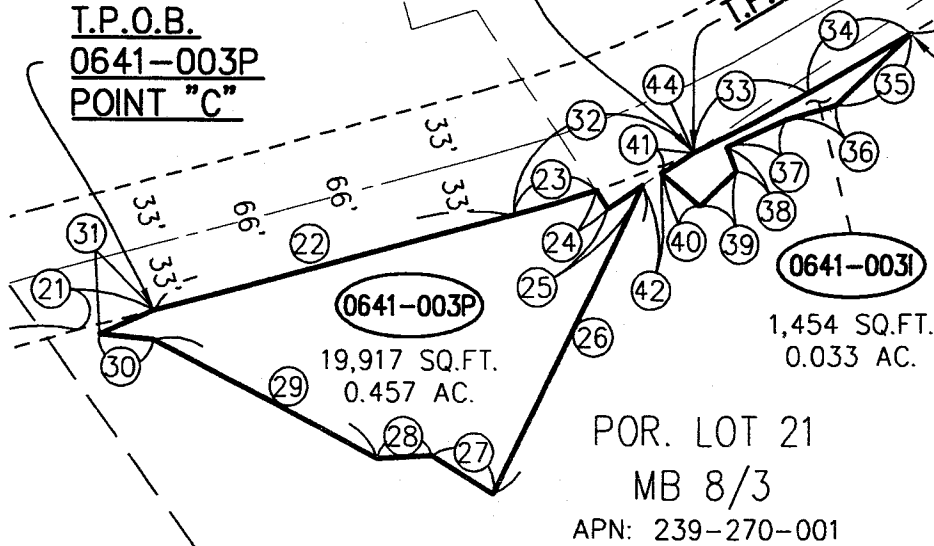 T.P.O.B.
0641-003P
POINT "C"
T.P.
34
44
33
35
33'
32
41
36
33'
66'
66'
33'
23
37
31
22
24
38
40
39
21
33'
25
42
0641-003P
0641-003I
30
26
19,917 SQ.FT.
0.457 AC.
1,454 SQ.FT.
0.033 AC.
29
28
27
POR. LOT 21
MB 8/3
APN: 239-270-001